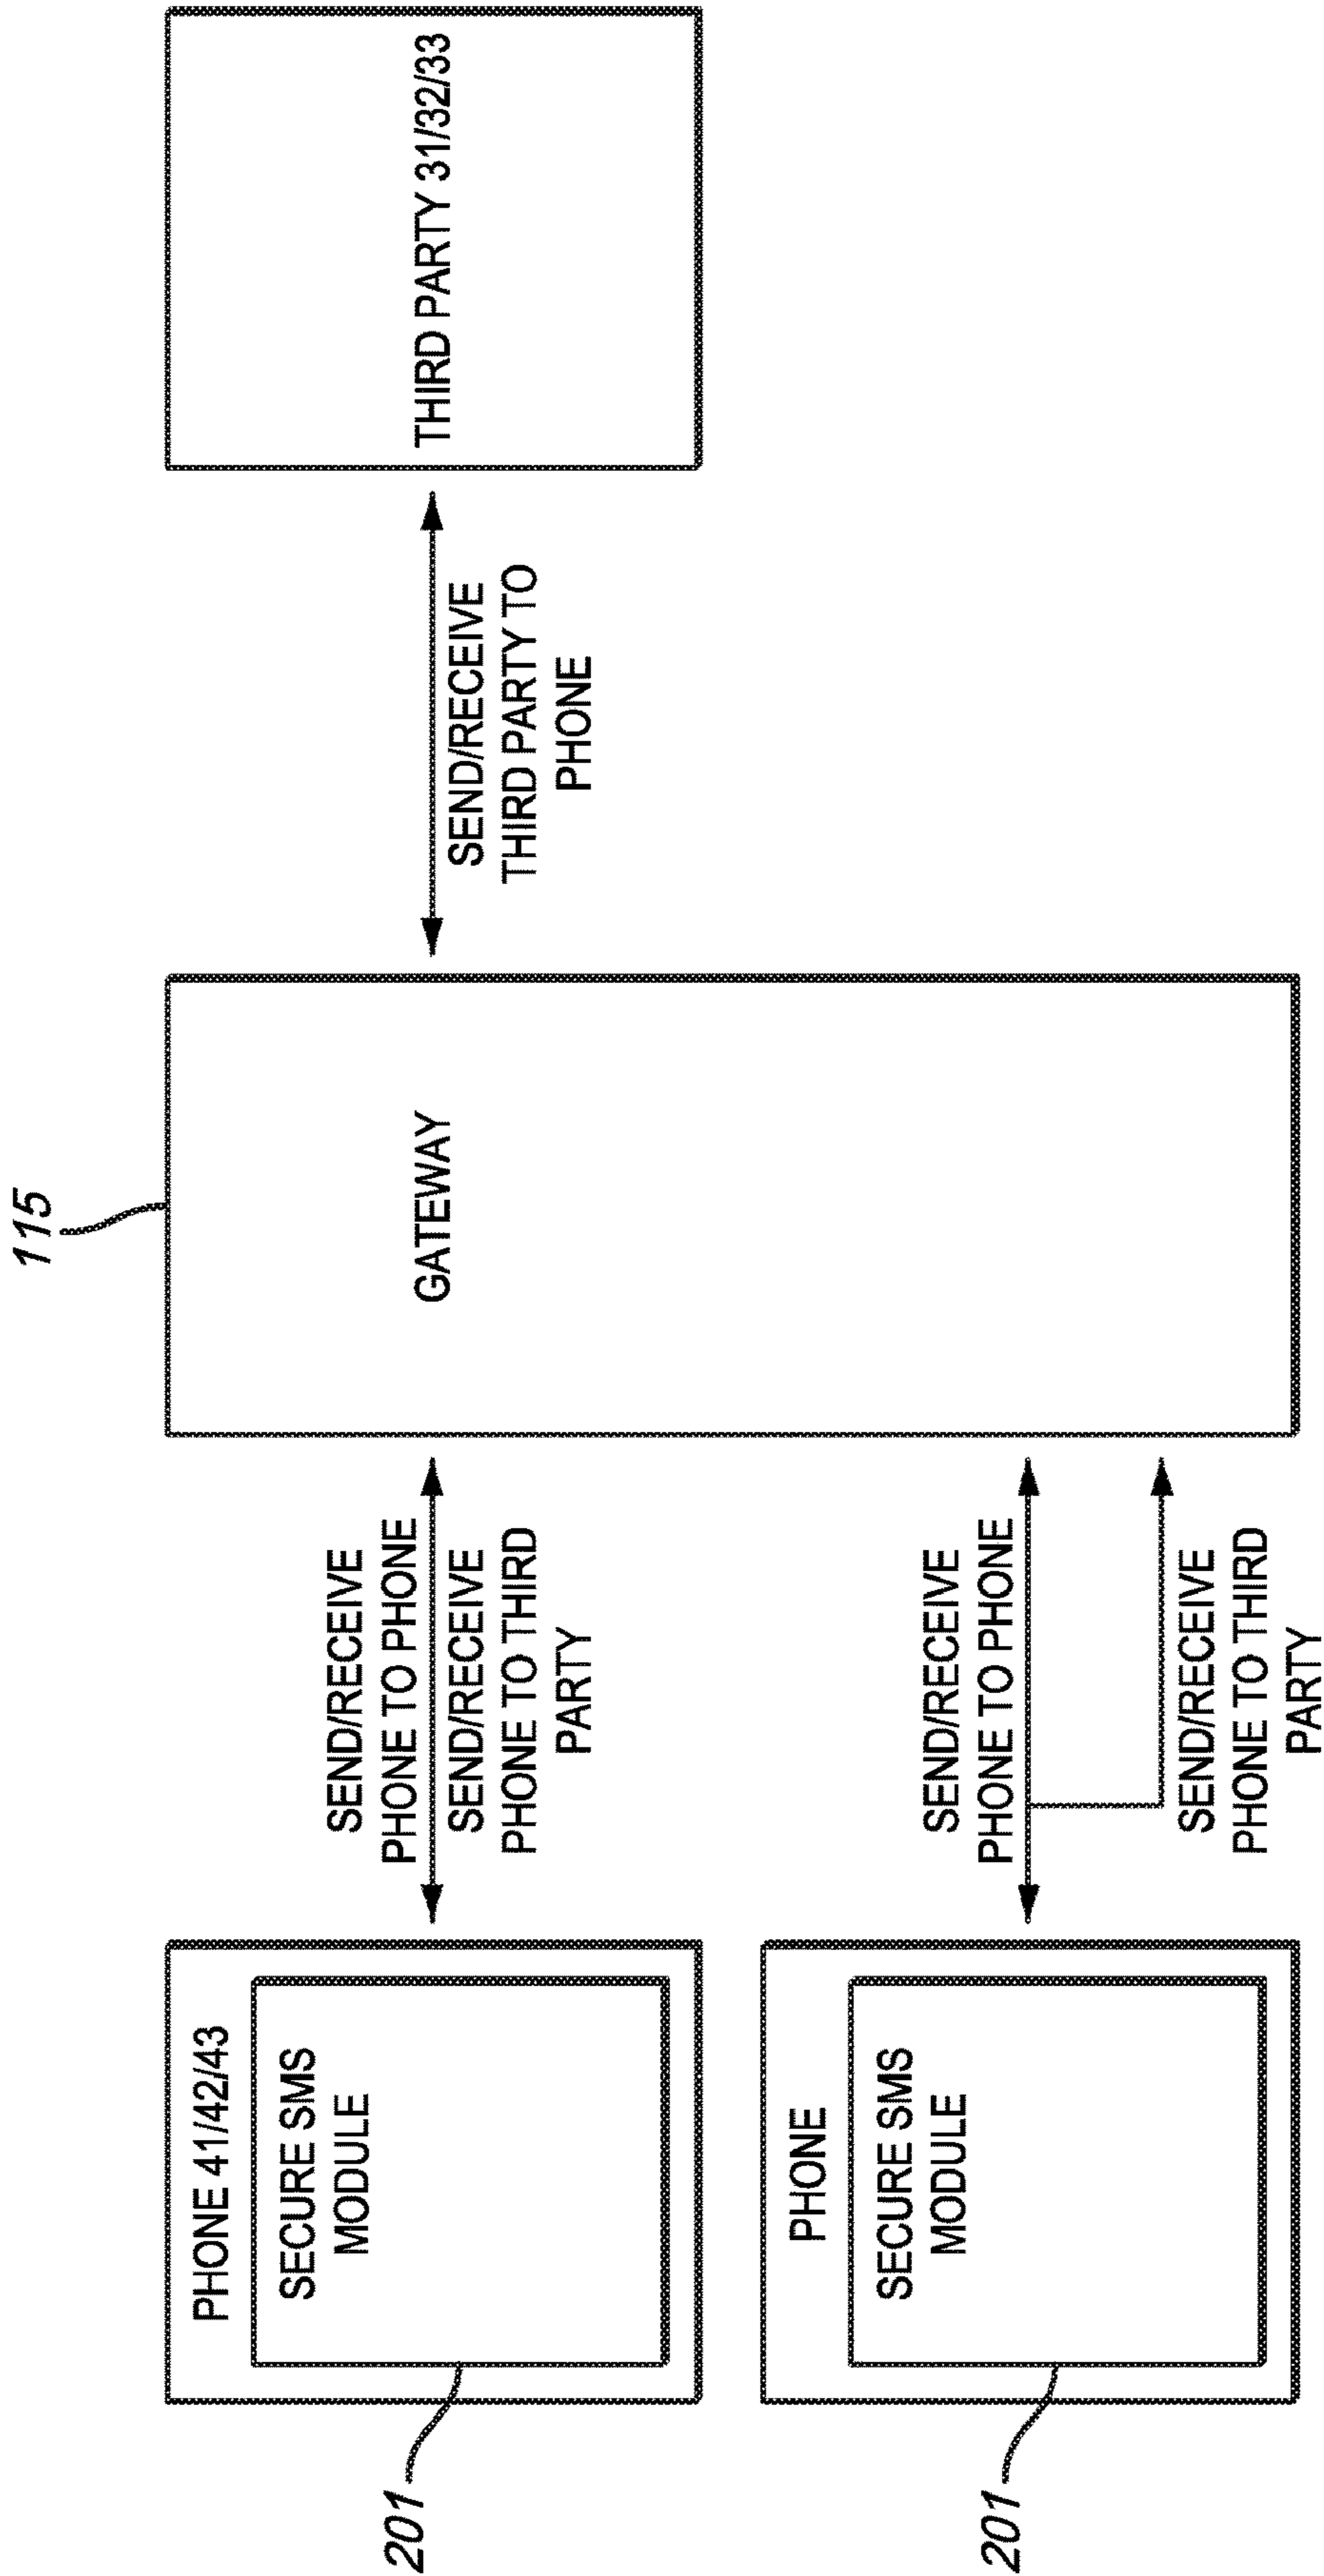 115
PHONE 41/42/43
SECURE SMS
MODULE
201
SEND/RECEIVE
PHONE TO PHONE
SEND/RECEIVE
PHONE TO THIRD
PARTY
GATEWAY
SEND/RECEIVE
THIRD PARTY TO
PHONE
THIRD PARTY 31/32/33
PHONE
SECURE SMS
MODULE
201
SEND/RECEIVE
PHONE TO PHONE
SEND/RECEIVE
PHONE TO THIRD
PARTY